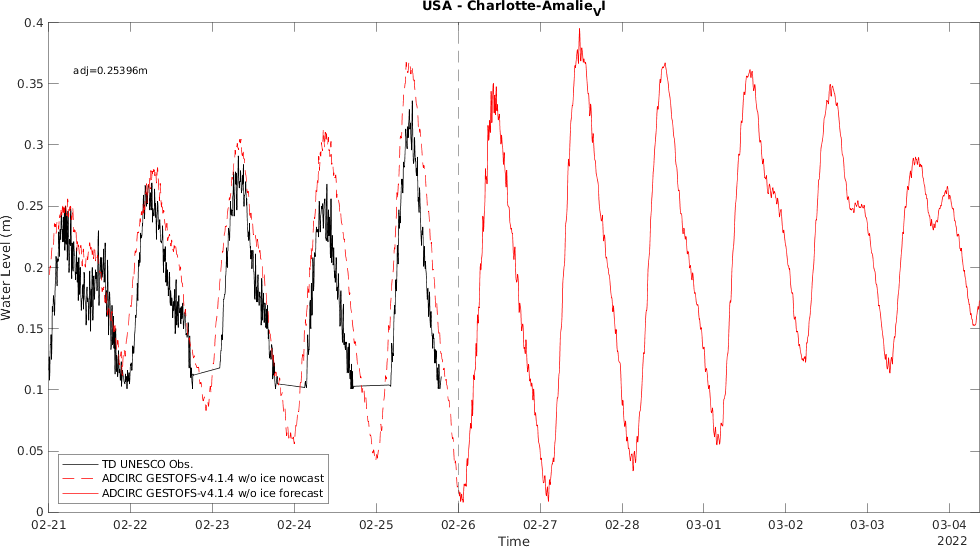 USA - Charlotte-Amalie_VI
adj=0.25396m
Water Level (m)
0.4
0.35
0.3
0.25
0.2
0.15
0.1
0.05
0
TD UNESCO Obs.
ADCIRC GESTOFS-v4.1.4 w/o ice nowcast
ADCIRC GESTOFS-v4.1.4 w/o ice forecast
02-21 02-22 02-23 02-24 02-25 02-26 02-27 02-28 03-01 03-02 03-03 03-04
Time
2022